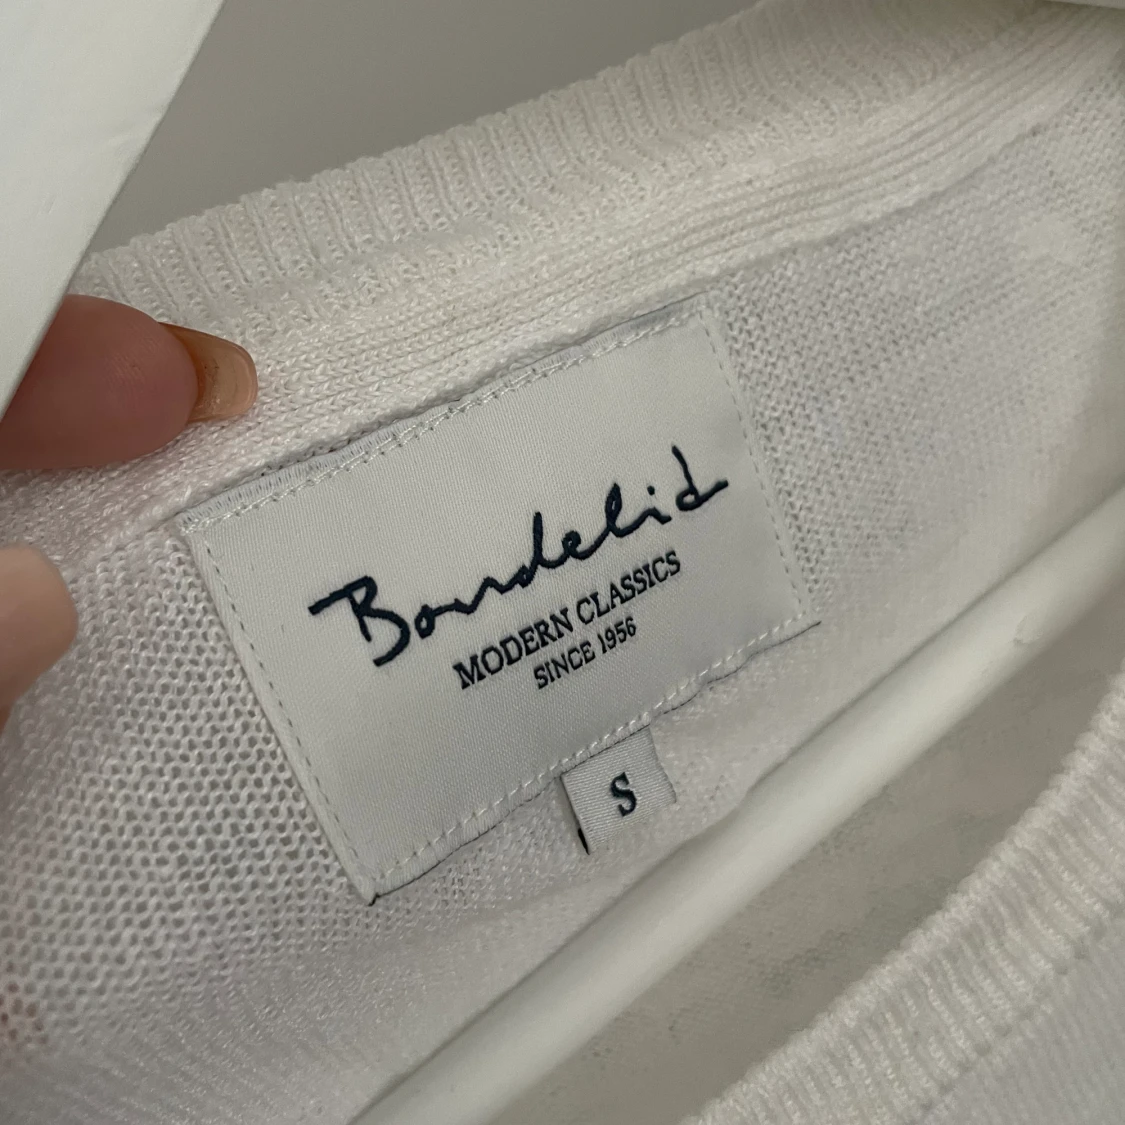 Bondelid
MODERN CLASSICS
SINCE 1956
S